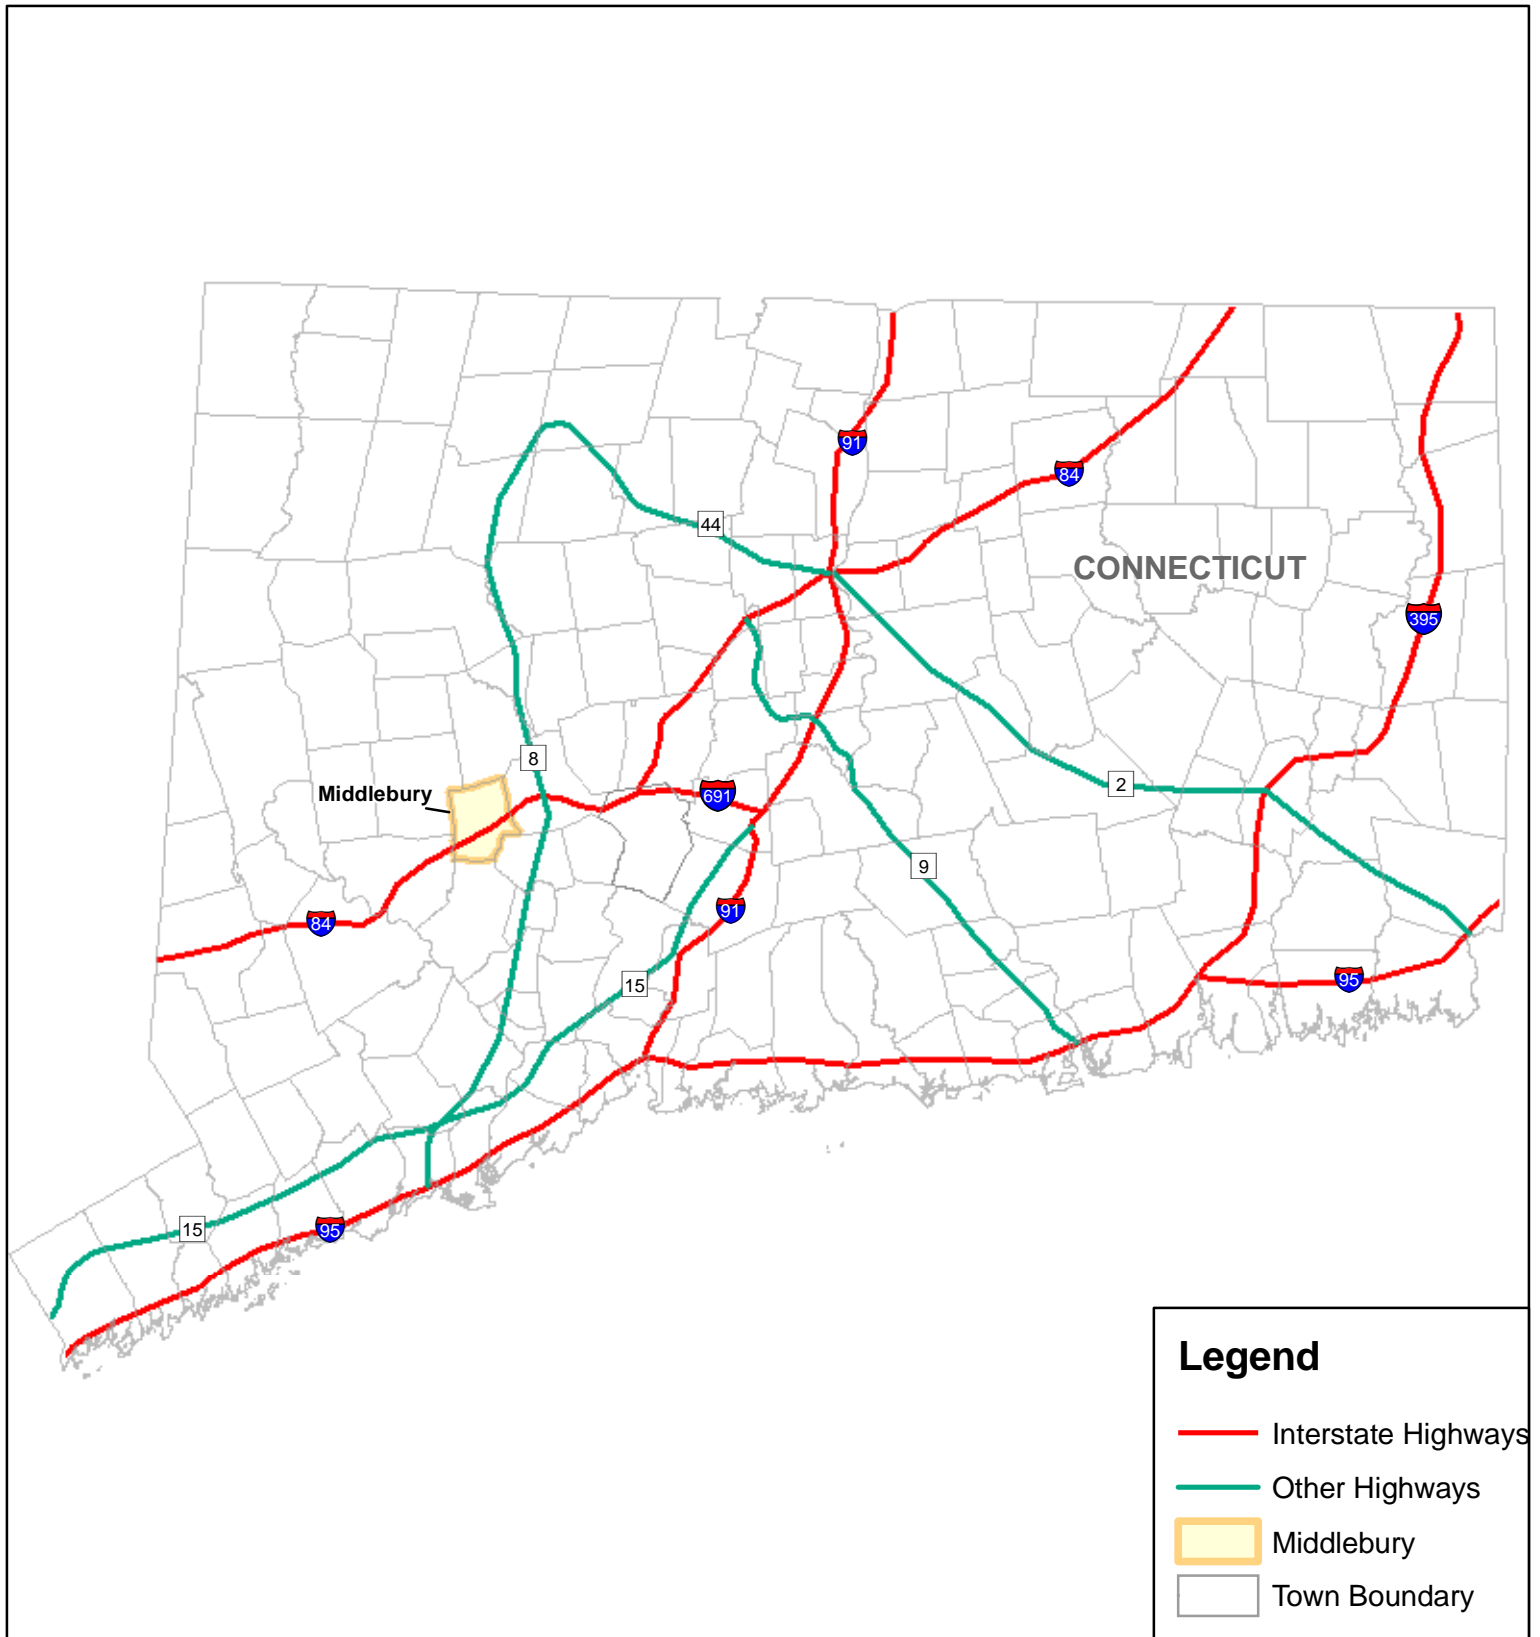 91
84
44
CONNECTICUT
395
8
Middlebury
691
2
9
84
91
15
95
15
95
Legend
Interstate Highways
Other Highways
Middlebury
Town Boundary